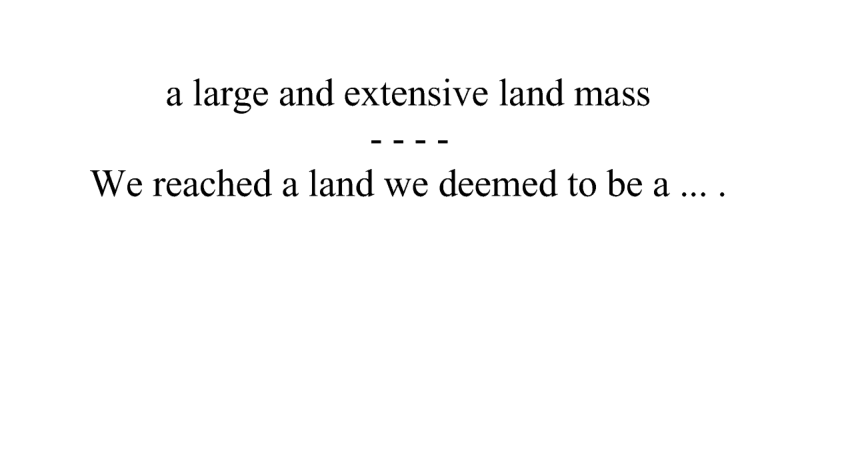 a large and extensive land mass
- - - -
We reached a land we deemed to be a ... .